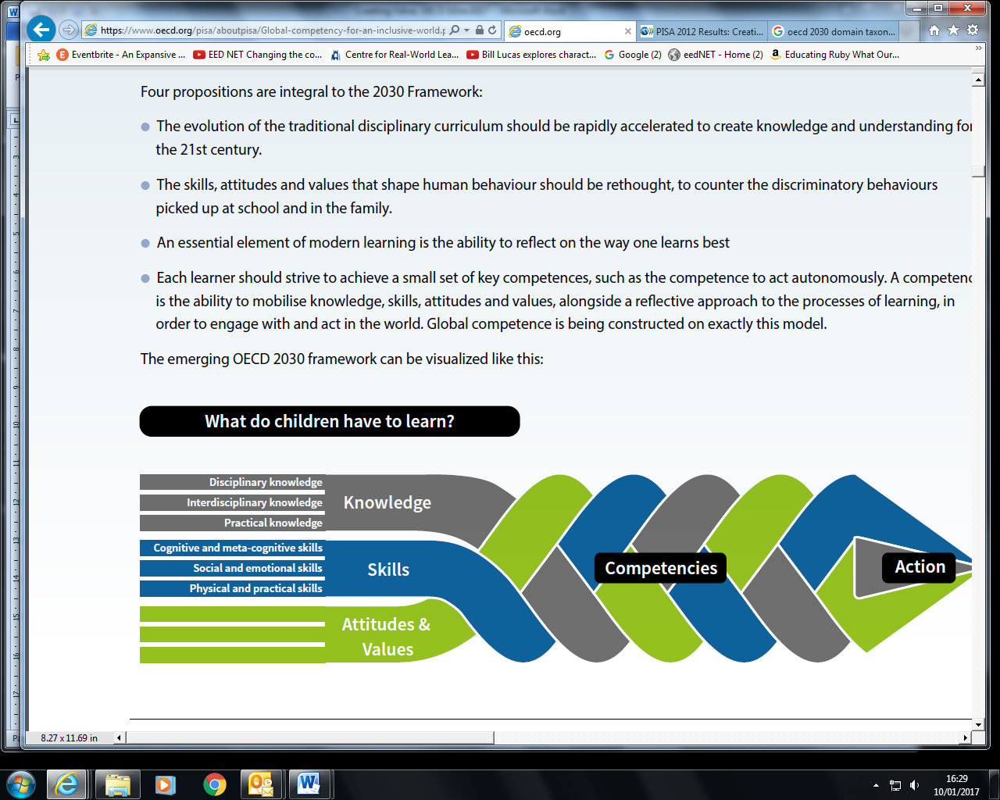 https://www.oecd.org/pisa/aboutpisa/Global-competency-for-an-inclusive-world.p
oecd.org
PISA 2012 Results: Creati...
oecd 2030 domain taxon...
Eventbrite - An Expansive ...
EED NET Changing the co...
Centre for Real-World Lea...
Bill Lucas explores charact...
Google (2)
eedNET - Home (2)
Educating Ruby What Our...
Four propositions are integral to the 2030 Framework:
The evolution of the traditional disciplinary curriculum should be rapidly accelerated to create knowledge and understanding for
the 21st century.
The skills, attitudes and values that shape human behaviour should be rethought, to counter the discriminatory behaviours
picked up at school and in the family.
An essential element of modern learning is the ability to reflect on the way one learns best
Each learner should strive to achieve a small set of key competences, such as the competence to act autonomously. A competenc
is the ability to mobilise knowledge, skills, attitudes and values, alongside a reflective approach to the processes of learning, in
order to engage with and act in the world. Global competence is being constructed on exactly this model.
The emerging OECD 2030 framework can be visualized like this:
What do children have to learn?
Disciplinary knowledge
Interdisciplinary knowledge
Practical knowledge
Knowledge
Cognitive and meta-cognitive skills
Social and emotional skills
Physical and practical skills
Skills
Attitudes &
Values
Competencies
Action
8.27 x 11.69 in
16:29
10/01/2017